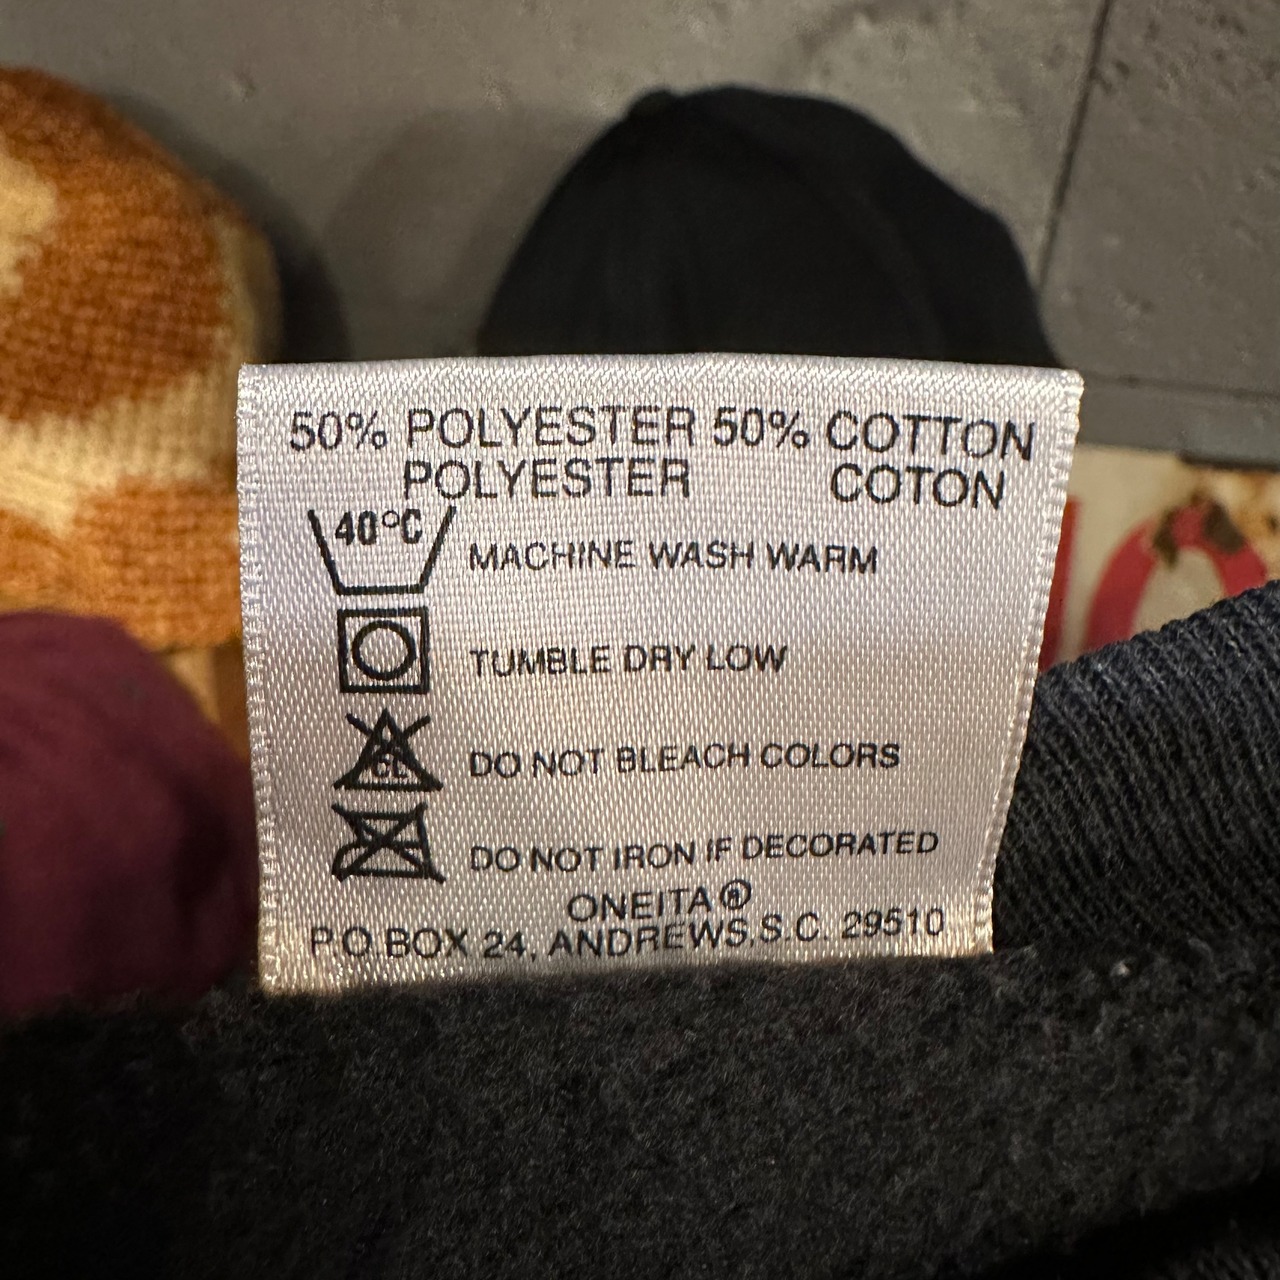 50% POLYESTER 50% COTTON
POLYESTER COTON
40°C MACHINE WASH WARM
TUMBLE DRY LOW
CL DO NOT BLEACH COLORS
DO NOT IRON IF DECORATED
ONEITA®
P.O. BOX 24, ANDREWS, S.C. 29510